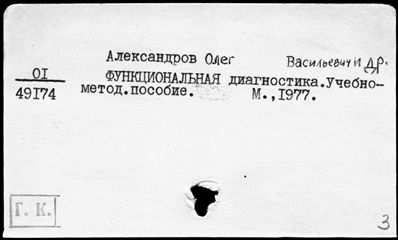 Александров Олег Васильевич и др.
01
49174
ФУНКЦИОНАЛЬНАЯ диагностика.Учебно-
метод.пособие. М.,1977.
Г. К.
3